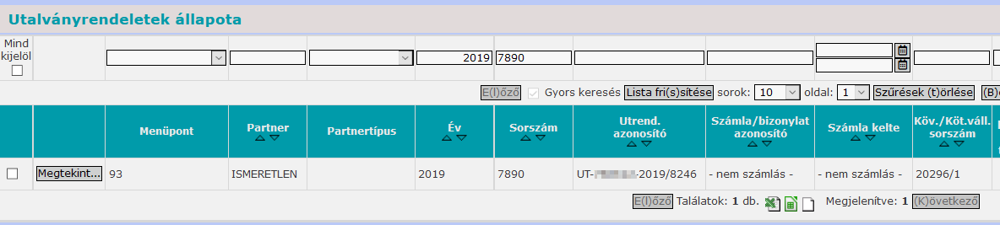 Utalványrendeletek állapota
Mind
kijelöl
2019 7890
E(l)őző Gyors keresés Lista fri(s)sítése sorok: 10 oldal: 1 Szűrések (t)örlése
Menüpont Partner Partnertípus Év Sorszám Utrend. azonosító Számla/bizonylat azonosító Számla kelte Köv./Köt.váll. sorszám
Megtekint... 93 ISMERETLEN 2019 7890 UT- -2019/8246 - nem számlás - - nem számlás - 20296/1
E(l)őző Találatok: 1 db. Megjelenítve: 1 (K)övetkező